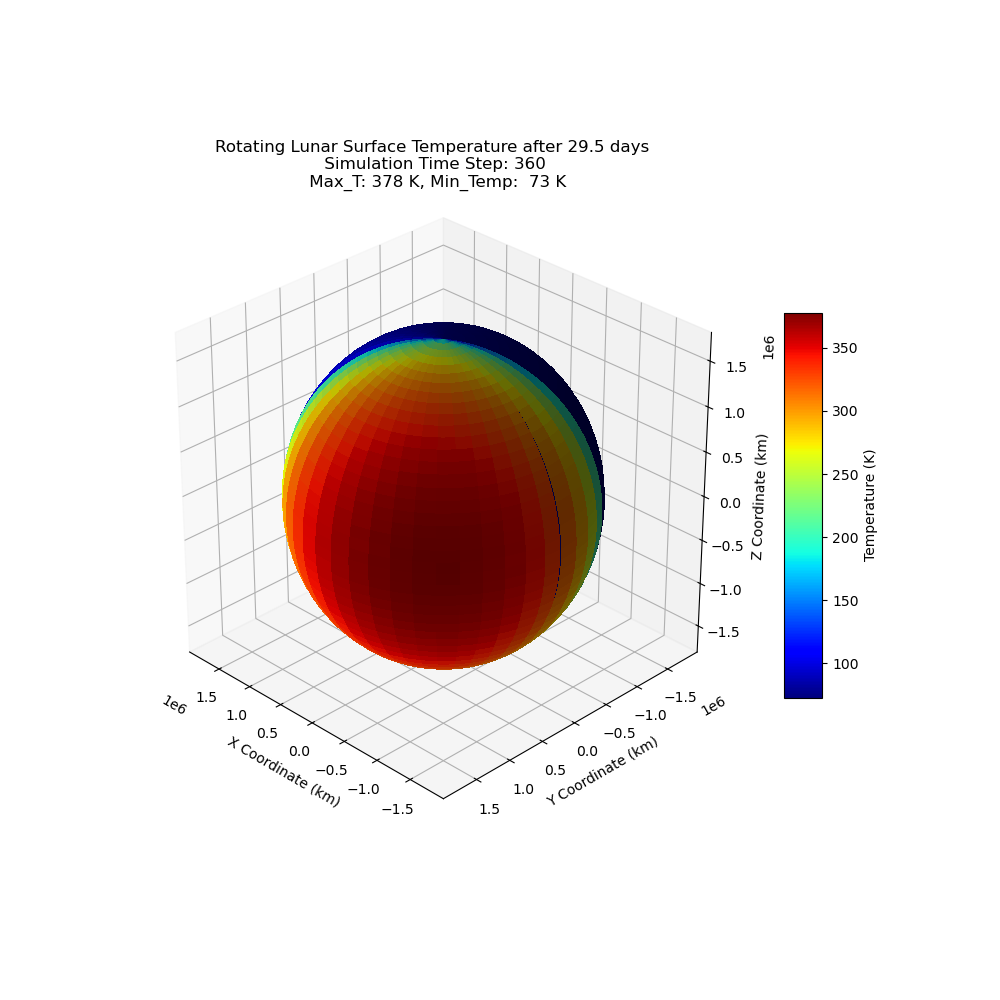 Rotating Lunar Surface Temperature after 29.5 days
Simulation Time Step: 360
Max_T: 378 K, Min_Temp:  73 K
1e6
1.5
1.0
0.5
0.0
−0.5
−1.0
−1.5
Z Coordinate (km)
350
300
250
200
150
100
Temperature (K)
1e6
1.5
1.0
0.5
0.0
−0.5
−1.0
−1.5
X Coordinate (km)
1.5
1.0
0.5
0.0
−0.5
−1.0
−1.5
1e6
Y Coordinate (km)